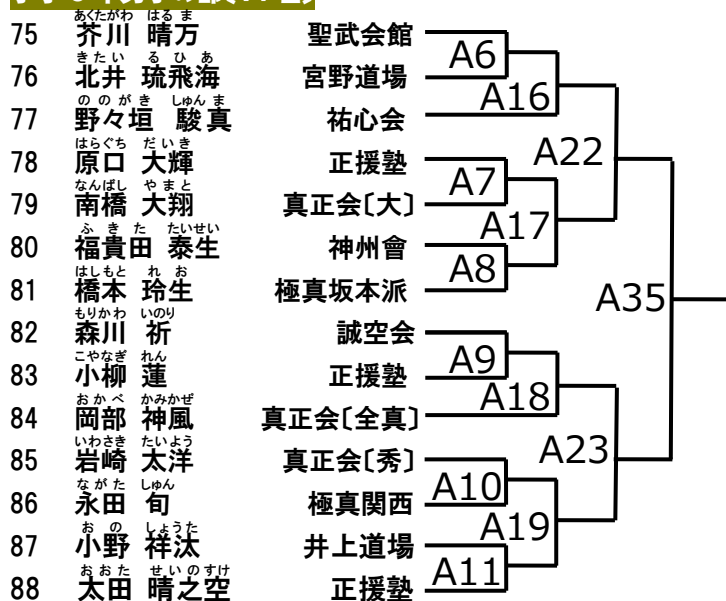 75 芥川 晴万 聖武会館 あくたがわ はるま
76 北井 琉飛海 宮野道場 きたい るひあ
77 野々垣 駿真 祐心会 ののがき しゅんま
78 原口 大輝 正援塾 はらぐち だいき
79 南橋 大翔 真正会〔大〕 なんばし やまと
80 福貴田 泰生 神州會 ふきた たいせい
81 橋本 玲生 極真坂本派 はしもと れお
82 森川 祈 誠空会 もりかわ いのり
83 小柳 蓮 正援塾 こやなぎ れん
84 岡部 神風 真正会〔全真〕 おかべ かみかぜ
85 岩崎 太洋 真正会〔秀〕 いわさき たいよう
86 永田 旬 極真関西 ながた しゅん
87 小野 祥汰 井上道場 おの しょうた
88 太田 晴之空 正援塾 おおた せいのすけ
A6
A16
A22
A7
A17
A8
A35
A9
A18
A23
A10
A19
A11